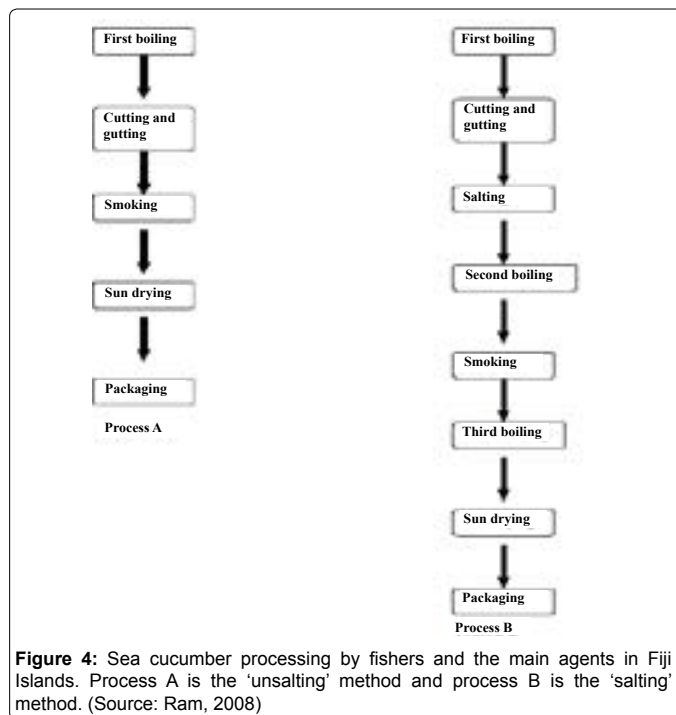 First boiling
Cutting and
gutting
Smoking
Sun drying
Packaging
Process A
First boiling
Cutting and
gutting
Salting
Second boiling
Smoking
Third boiling
Sun drying
Packaging
Process B
Figure 4: Sea cucumber processing by fishers and the main agents in Fiji
Islands. Process A is the ‘unsalting’ method and process B is the ‘salting’
method. (Source: Ram, 2008)